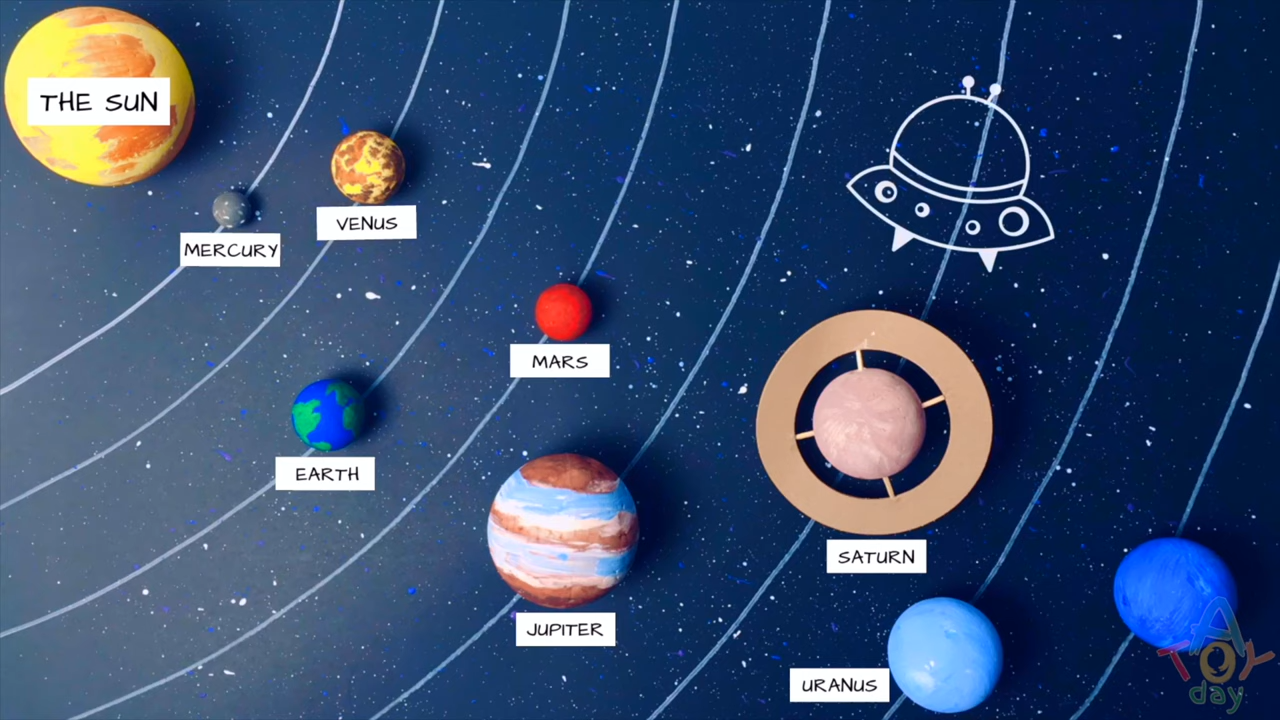 THE SUN
MERCURY
VENUS
EARTH
MARS
JUPITER
SATURN
URANUS
A
TOY
day